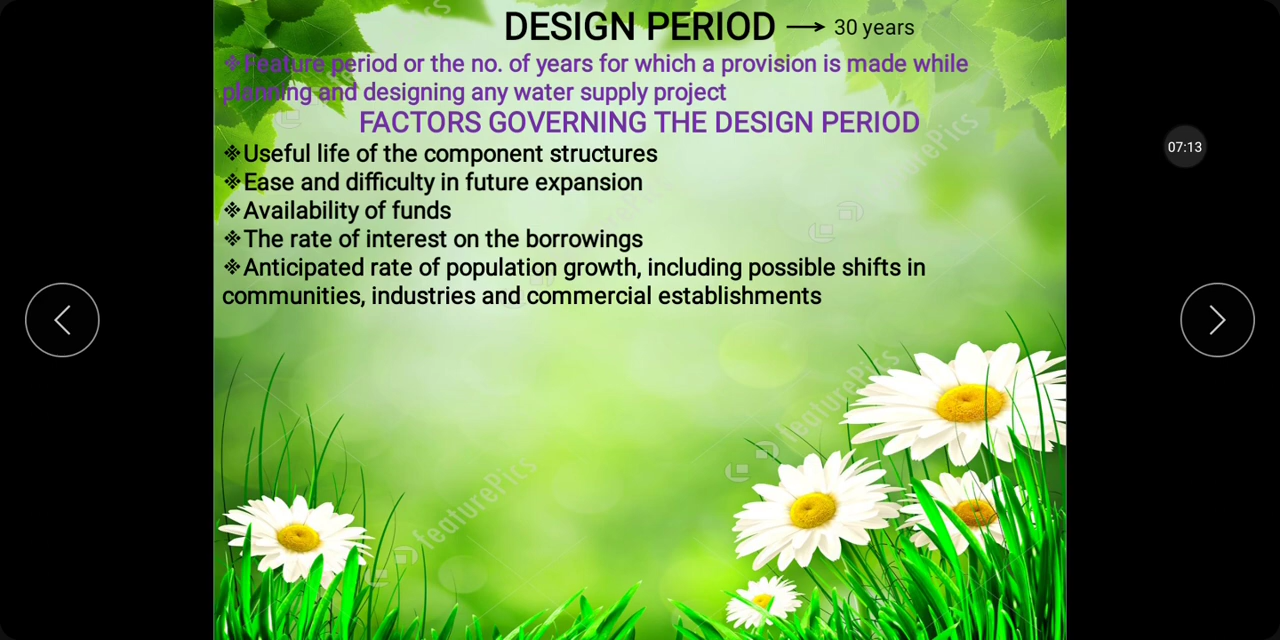 DESIGN PERIOD → 30 years
❖Feature period or the no. of years for which a provision is made while
planning and designing any water supply project
FACTORS GOVERNING THE DESIGN PERIOD
❖Useful life of the component structures
❖Ease and difficulty in future expansion
❖Availability of funds
07:13
❖The rate of interest on the borrowings
❖Anticipated rate of population growth, including possible shifts in
communities, industries and commercial establishments
featurePics
featurePics